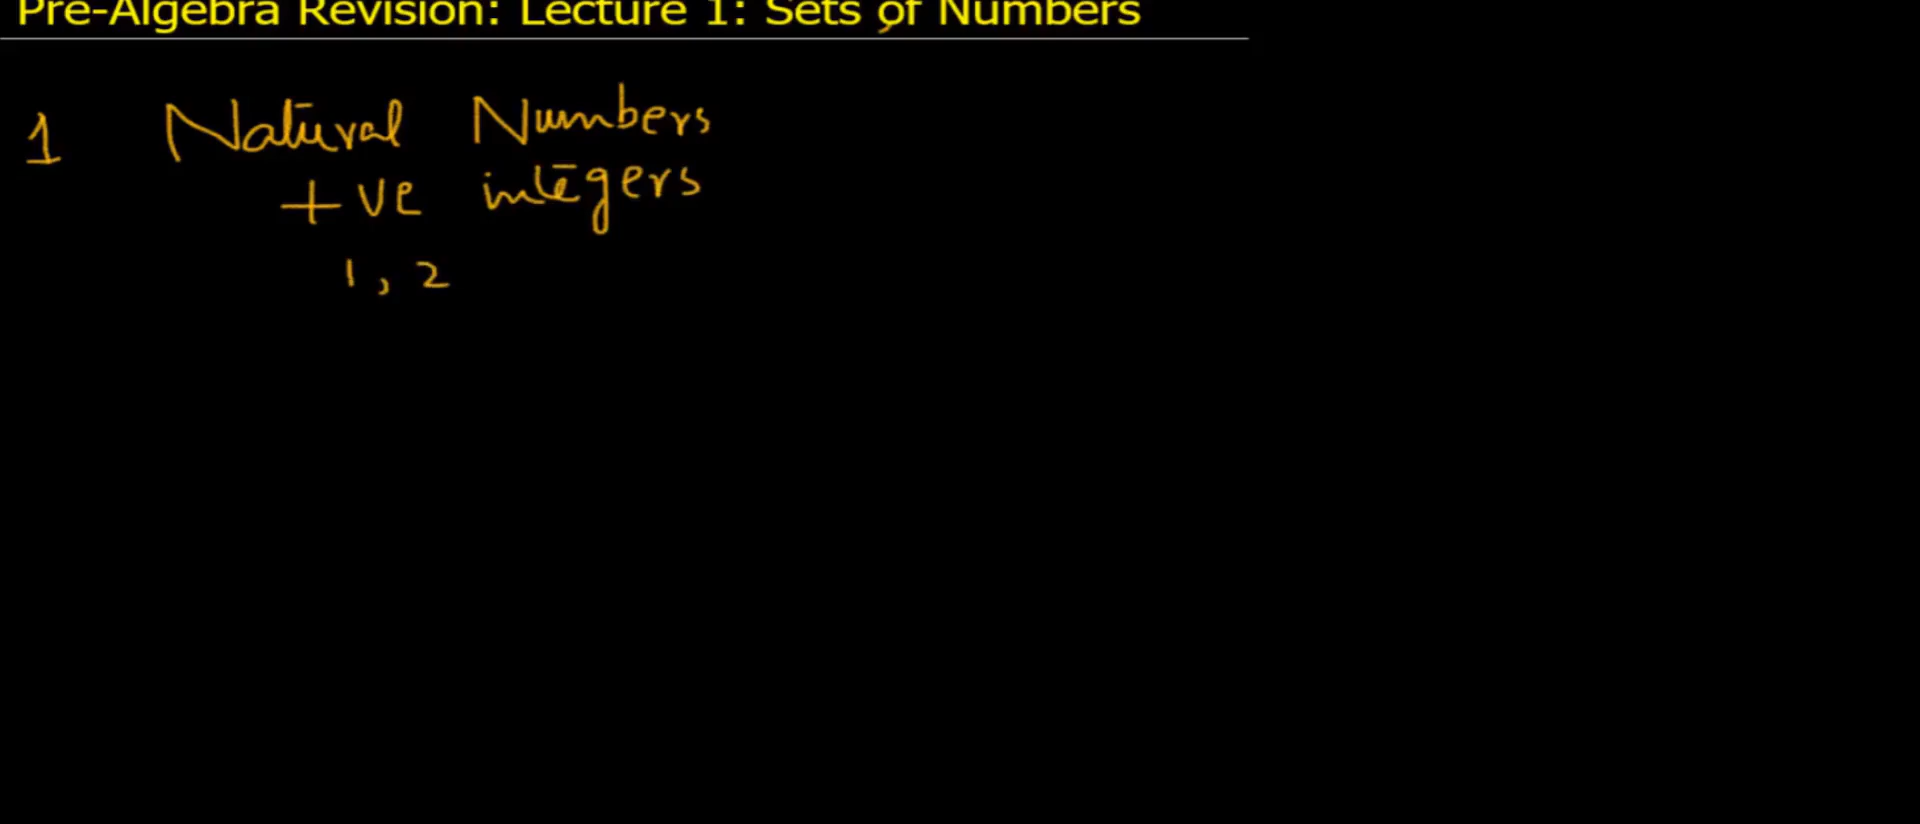 Pre-Algebra Revision: Lecture 1: Sets of Numbers
1 Natural Numbers
+ve integers
1, 2